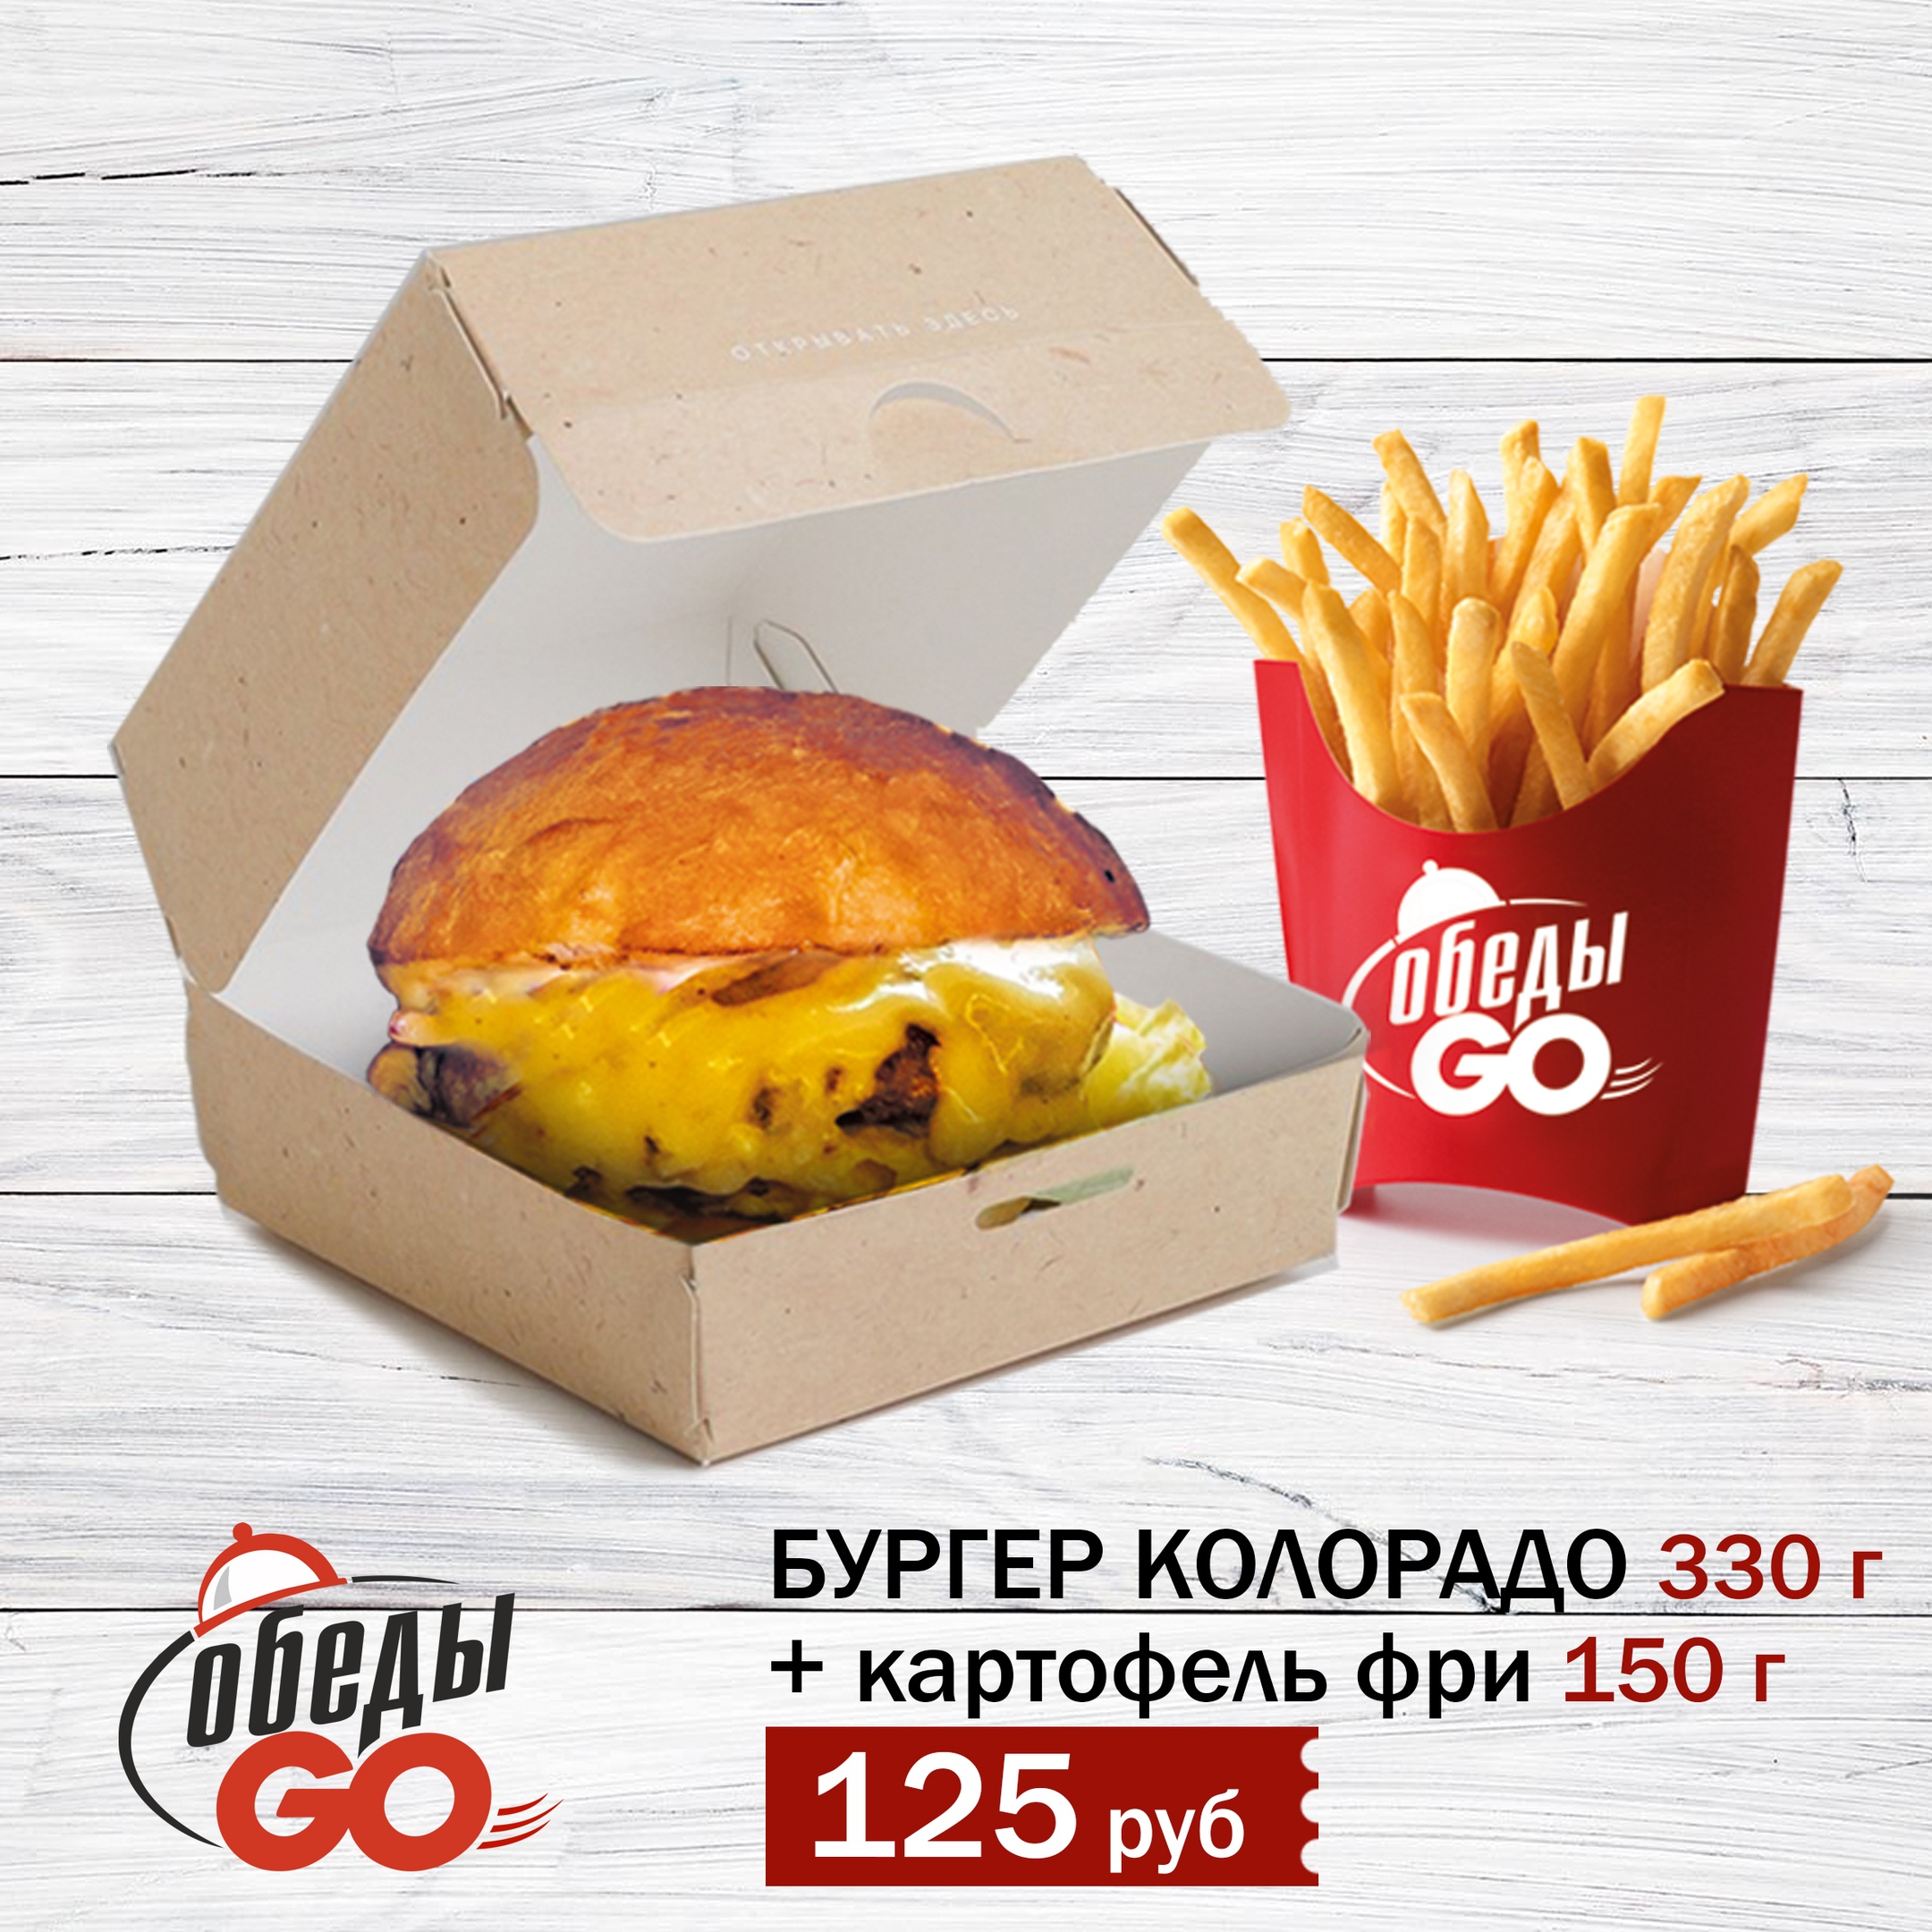 ОТКРЫВАТЬ ЗДЕСЬ
обеды
GO
обеды
GO
БУРГЕР КОЛОРАДО 330 г
+ картофель фри 150 г
125 руб